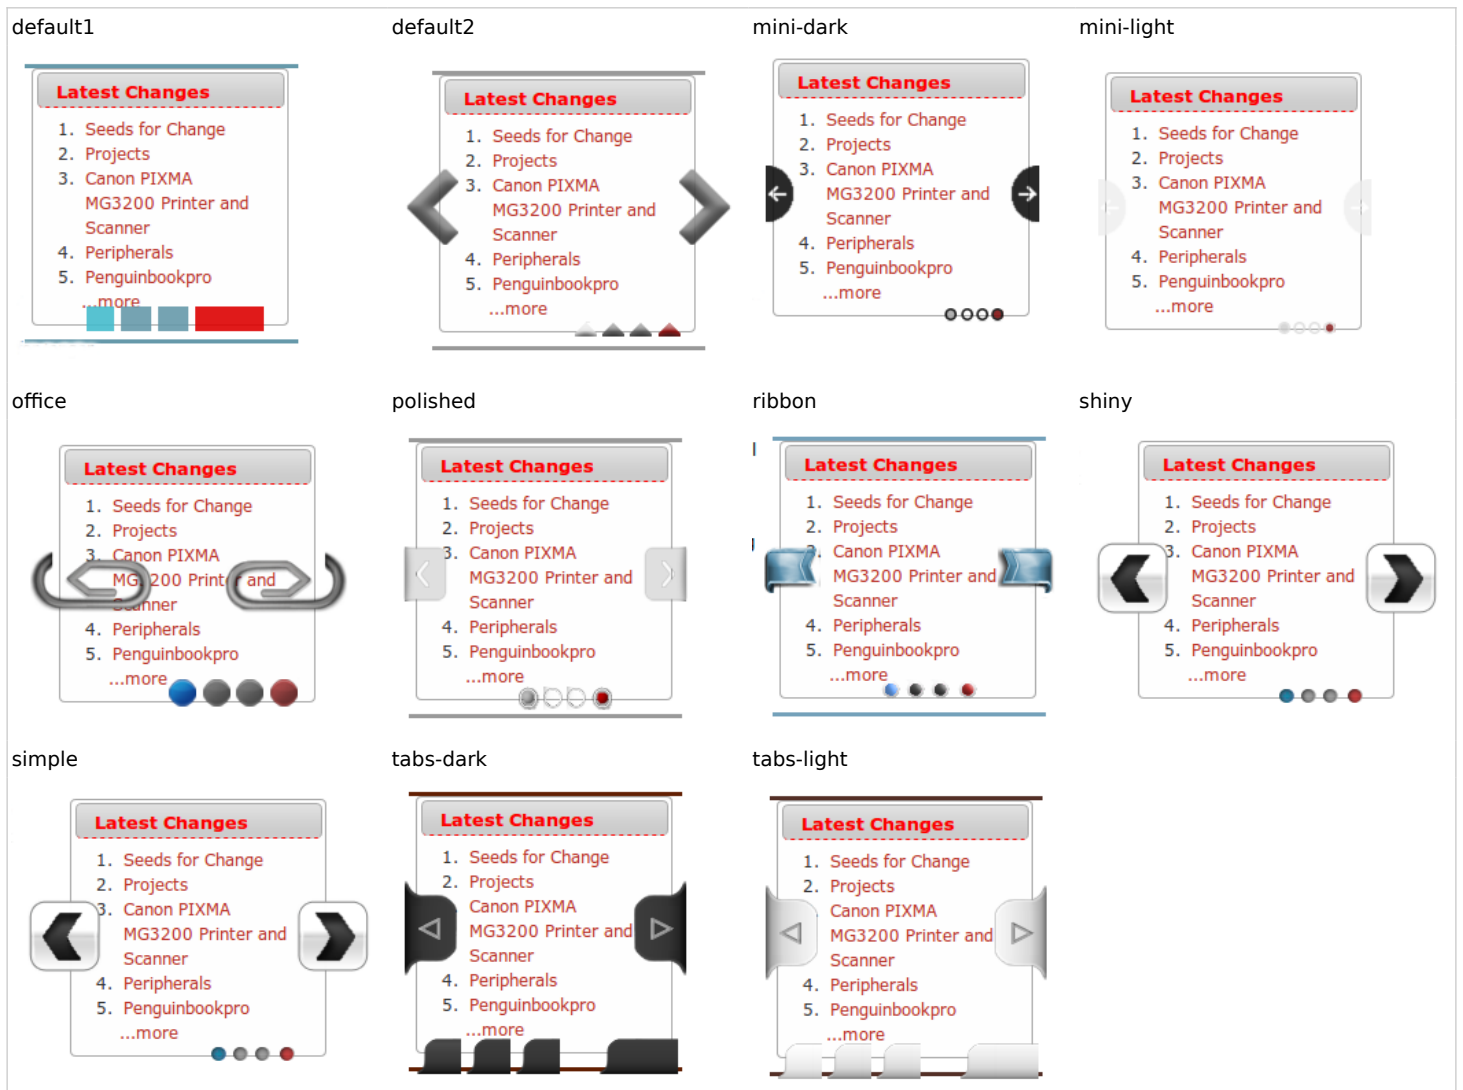 default1
default2
mini-dark
mini-light
Latest Changes
1. Seeds for Change
2. Projects
3. Canon PIXMA
MG3200 Printer and
Scanner
4. Peripherals
5. Penguinbookpro
...more
Latest Changes
1. Seeds for Change
2. Projects
3. Canon PIXMA
MG3200 Printer and
Scanner
4. Peripherals
5. Penguinbookpro
...more
Latest Changes
1. Seeds for Change
2. Projects
3. Canon PIXMA
MG3200 Printer and
Scanner
4. Peripherals
5. Penguinbookpro
...more
Latest Changes
1. Seeds for Change
2. Projects
3. Canon PIXMA
MG3200 Printer and
Scanner
4. Peripherals
5. Penguinbookpro
...more
office
polished
ribbon
shiny
Latest Changes
1. Seeds for Change
2. Projects
3. Canon PIXMA
MG3200 Printer and
Scanner
4. Peripherals
5. Penguinbookpro
...more
Latest Changes
1. Seeds for Change
2. Projects
3. Canon PIXMA
MG3200 Printer and
Scanner
4. Peripherals
5. Penguinbookpro
...more
Latest Changes
1. Seeds for Change
2. Projects
Canon PIXMA
MG3200 Printer and
Scanner
4. Peripherals
5. Penguinbookpro
...more
Latest Changes
1. Seeds for Change
2. Projects
3. Canon PIXMA
MG3200 Printer and
Scanner
4. Peripherals
5. Penguinbookpro
...more
simple
tabs-dark
tabs-light
Latest Changes
1. Seeds for Change
2. Projects
3. Canon PIXMA
MG3200 Printer and
Scanner
4. Peripherals
5. Penguinbookpro
...more
Latest Changes
1. Seeds for Change
2. Projects
Canon PIXMA
MG3200 Printer and
Scanner
4. Peripherals
5. Penguinbookpro
...more
Latest Changes
1. Seeds for Change
2. Projects
Canon PIXMA
MG3200 Printer and
Scanner
4. Peripherals
5. Penguinbookpro
...more